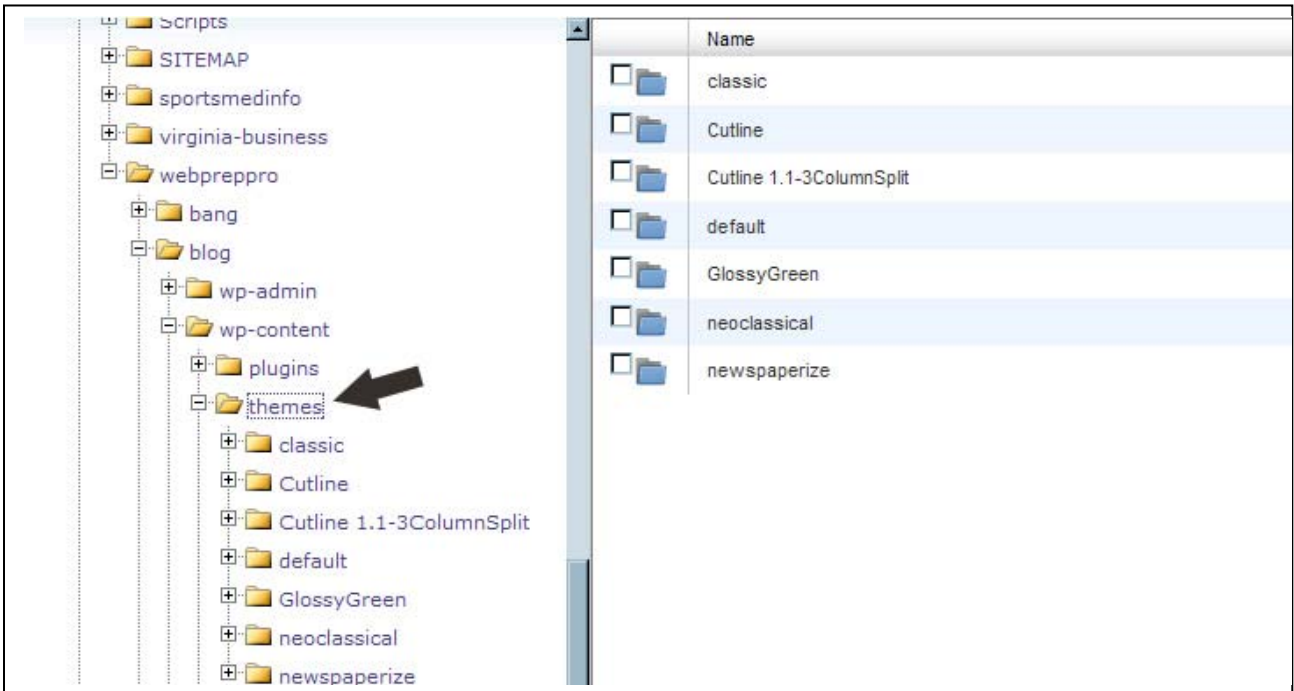 Scripts
SITEMAP
sportsmedinfo
virginia-business
webpreppro
bang
blog
wp-admin
wp-content
plugins
themes
classic
Cutline
Cutline 1.1-3ColumnSplit
default
GlossyGreen
neoclassical
newspaperize
Name
classic
Cutline
Cutline 1.1-3ColumnSplit
default
GlossyGreen
neoclassical
newspaperize